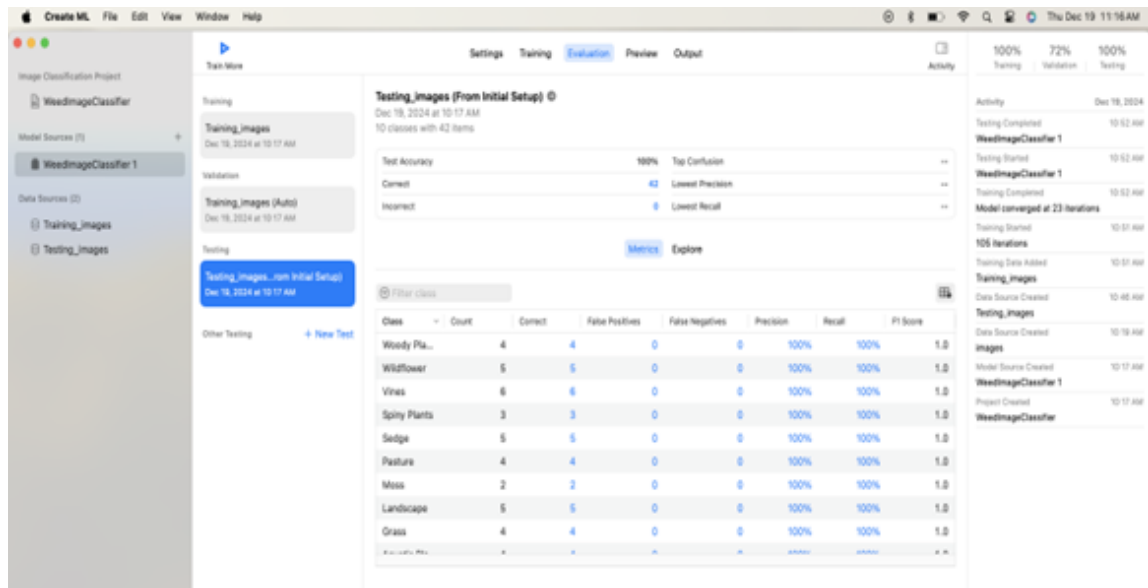 Create ML File Edit View Window Help
Thu Dec 19 11:16 AM
Image Classification Project
WeedImageClassifier
Model Sources (1) +
WeedImageClassifier 1
Data Sources (2)
Training_images
Testing_images
Train More
Settings Training Evaluation Preview Output
Activity
Training
Training_images
Dec 19, 2024 at 10:17 AM
Validation
Training_images (Auto)
Dec 19, 2024 at 10:17 AM
Testing
Testing_images...rom Initial Setup)
Dec 19, 2024 at 10:17 AM
Other Testing + New Test
Testing_images (From Initial Setup)
Dec 19, 2024 at 10:17 AM
10 classes with 42 items
Test Accuracy 100% Top Confusion --
Correct 42 Lowest Precision --
Incorrect 0 Lowest Recall --
Metrics Explore
Filter class
Class Count Correct False Positives False Negatives Precision Recall F1 Score
Woody Pla... 4 4 0 0 100% 100% 1.0
Wildflower 5 5 0 0 100% 100% 1.0
Vines 6 6 0 0 100% 100% 1.0
Spiny Plants 3 3 0 0 100% 100% 1.0
Sedge 5 5 0 0 100% 100% 1.0
Pasture 4 4 0 0 100% 100% 1.0
Moss 2 2 0 0 100% 100% 1.0
Landscape 5 5 0 0 100% 100% 1.0
Grass 4 4 0 0 100% 100% 1.0
100% 72% 100%
Training Validation Testing
Activity Dec 19, 2024
Testing Completed 10:52 AM
WeedImageClassifier 1
Testing Started 10:52 AM
WeedImageClassifier 1
Training Completed 10:52 AM
Model converged at 23 iterations
Training Started 10:51 AM
105 iterations
Training Data Added 10:51 AM
Training_images
Data Source Created 10:46 AM
Testing_images
Data Source Created 10:18 AM
images
Model Source Created 10:17 AM
WeedImageClassifier 1
Project Created 10:17 AM
WeedImageClassifier